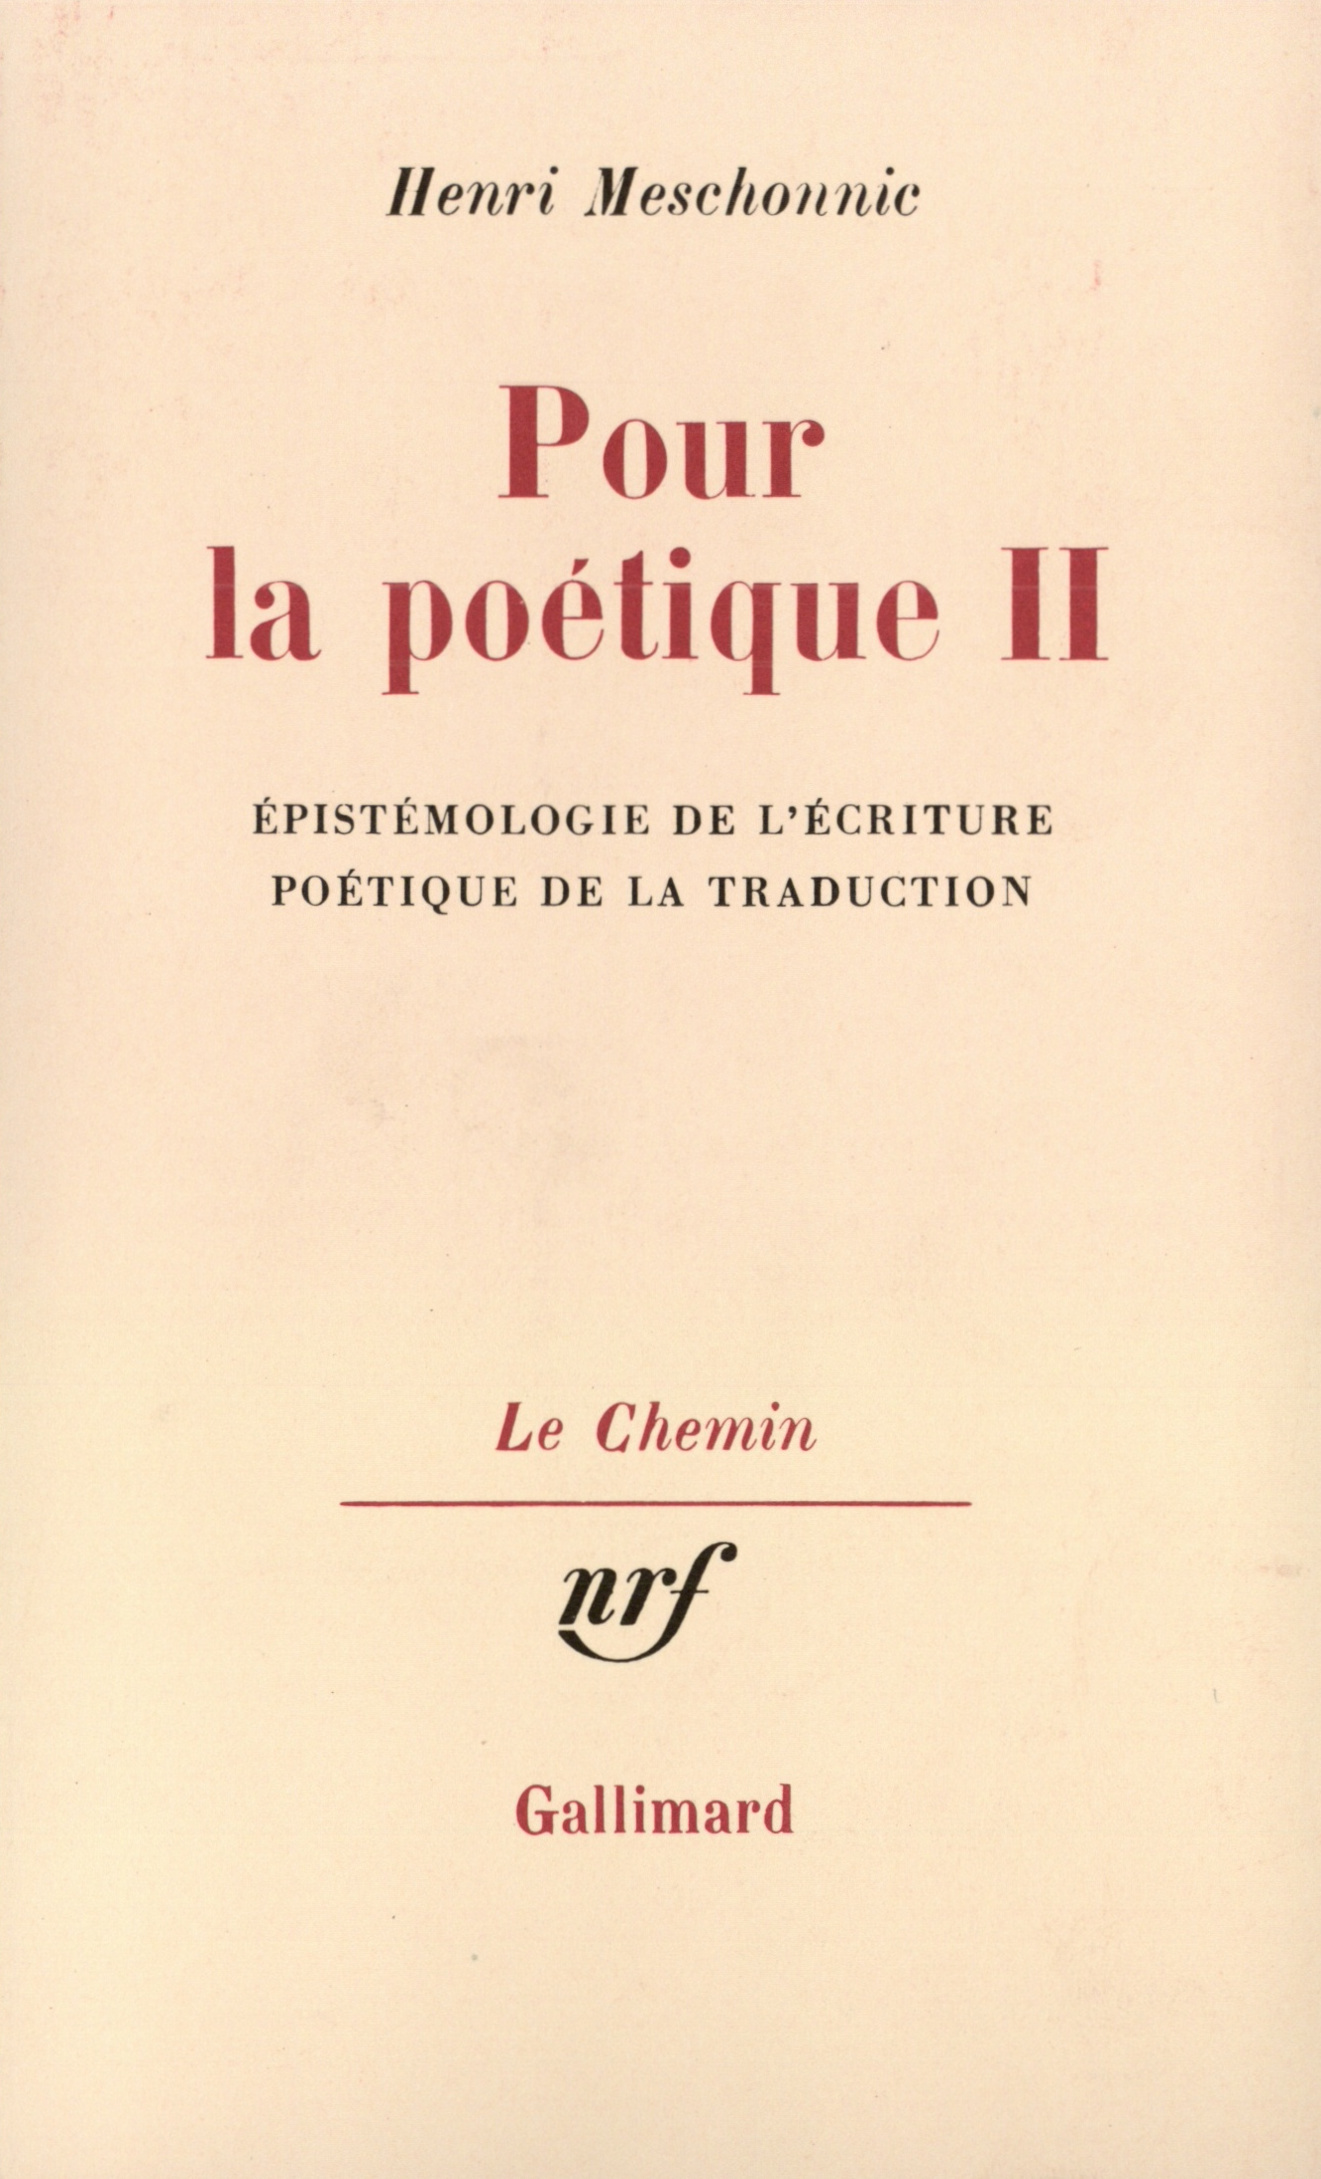 Henri Meschonnic
Pour
la poétique II
ÉPISTÉMOLOGIE DE L'ÉCRITURE
POÉTIQUE DE LA TRADUCTION
Le Chemin
nrf
Gallimard